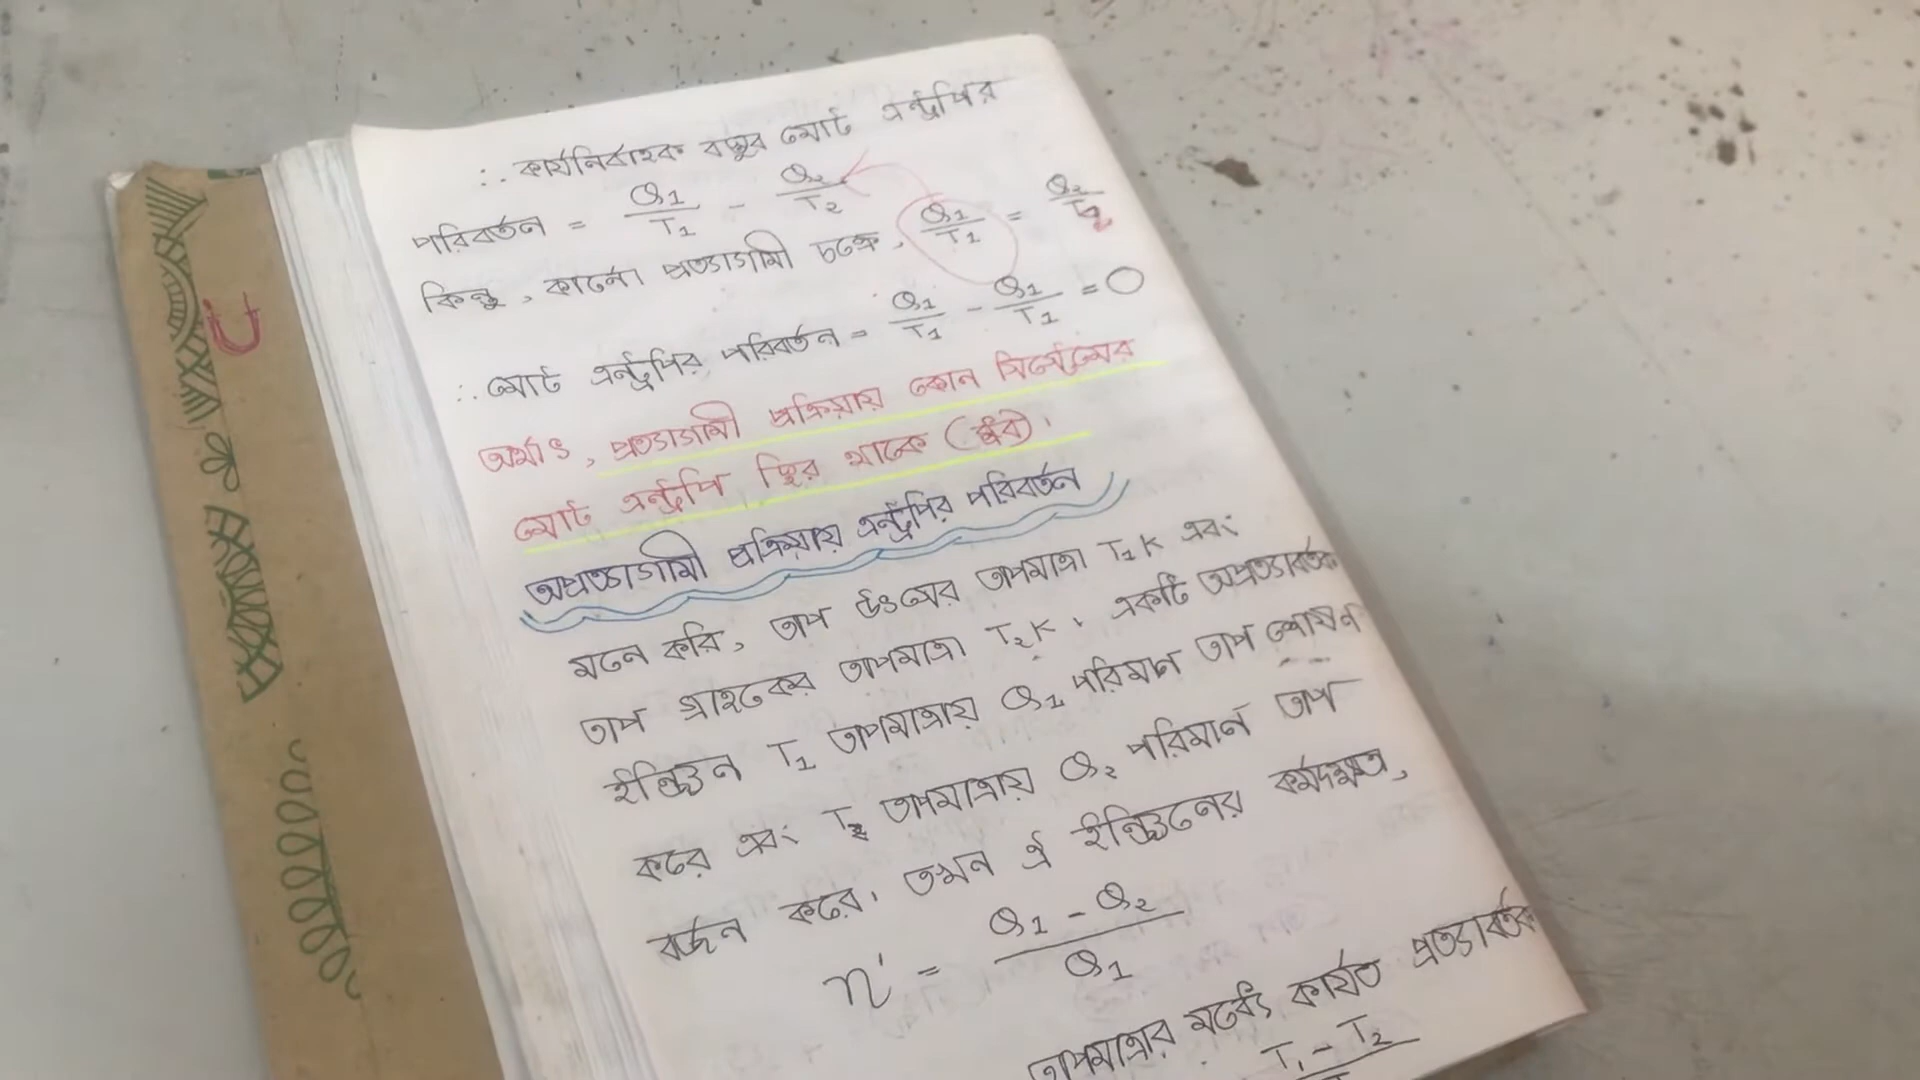 ∴ কার্যনির্বাহক বস্তুর মোট এন্ট্রপির
পরিবর্তন = Q₁/T₁ - Q₂/T₂
কিন্তু, কার্নো প্রত্যাগামী চক্রে, Q₁/T₁ = Q₂/T₂
∴ মোট এন্ট্রপির পরিবর্তন = Q₁/T₁ - Q₁/T₁ = 0
অর্থাৎ, প্রত্যাগামী প্রক্রিয়ায় কোন সিস্টেমের
মোট এন্ট্রপি স্থির থাকে (ধ্রুব)।
অপ্রত্যাগামী প্রক্রিয়ায় এন্ট্রপির পরিবর্তন
মনে করি, তাপ উৎসের তাপমাত্রা T₁K এবং
তাপ গ্রাহকের তাপমাত্রা T₂K। একটি অপ্রত্যাবর্তক
ইঞ্জিন T₁ তাপমাত্রায় Q₁ পরিমাণ তাপ শোষণ
করে এবং T₂ তাপমাত্রায় Q₂ পরিমান তাপ
বর্জন করে। তখন ঐ ইঞ্জিনের কর্মদক্ষতা,
η' = (Q₁ - Q₂)/Q₁
তাপমাত্রার মধ্যে কার্যত প্রত্যাবর্তক
T₁ - T₂